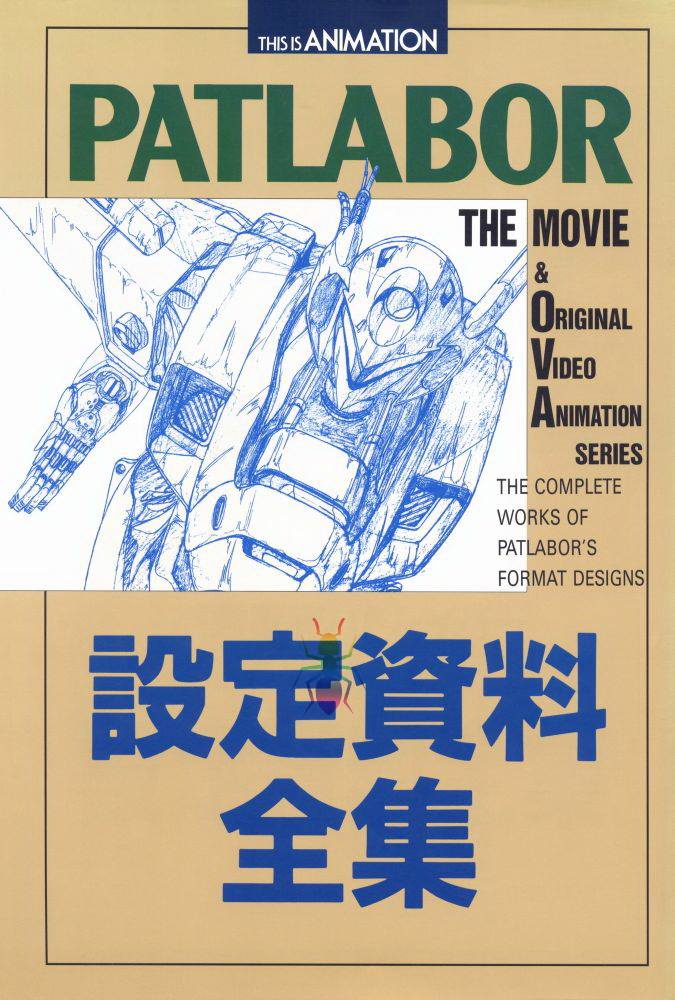 THIS IS ANIMATION
PATLABOR
THE MOVIE
&
ORIGINAL
VIDEO
ANIMATION
SERIES
THE COMPLETE
WORKS OF
PATLABOR'S
FORMAT DESIGNS
設定資料
全集